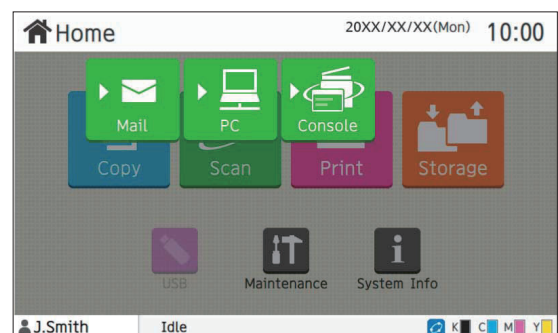 Home 20XX/XX/XX(Mon) 10:00
Mail PC Console
Copy Scan Print Storage
USB Maintenance System Info
J.Smith Idle K C M Y